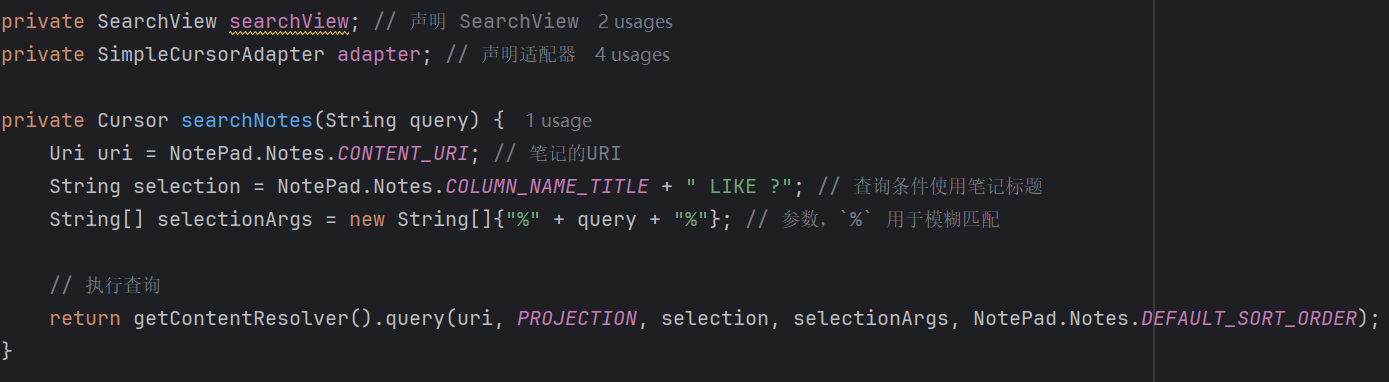 private SearchView searchView; // 声明 SearchView 2 usages
private SimpleCursorAdapter adapter; // 声明适配器 4 usages
private Cursor searchNotes(String query) { 1 usage
Uri uri = NotePad.Notes.CONTENT_URI; // 笔记的URI
String selection = NotePad.Notes.COLUMN_NAME_TITLE + " LIKE ?"; // 查询条件使用笔记标题
String[] selectionArgs = new String[]{"%" + query + "%"}; // 参数，`%` 用于模糊匹配
// 执行查询
return getContentResolver().query(uri, PROJECTION, selection, selectionArgs, NotePad.Notes.DEFAULT_SORT_ORDER);
}